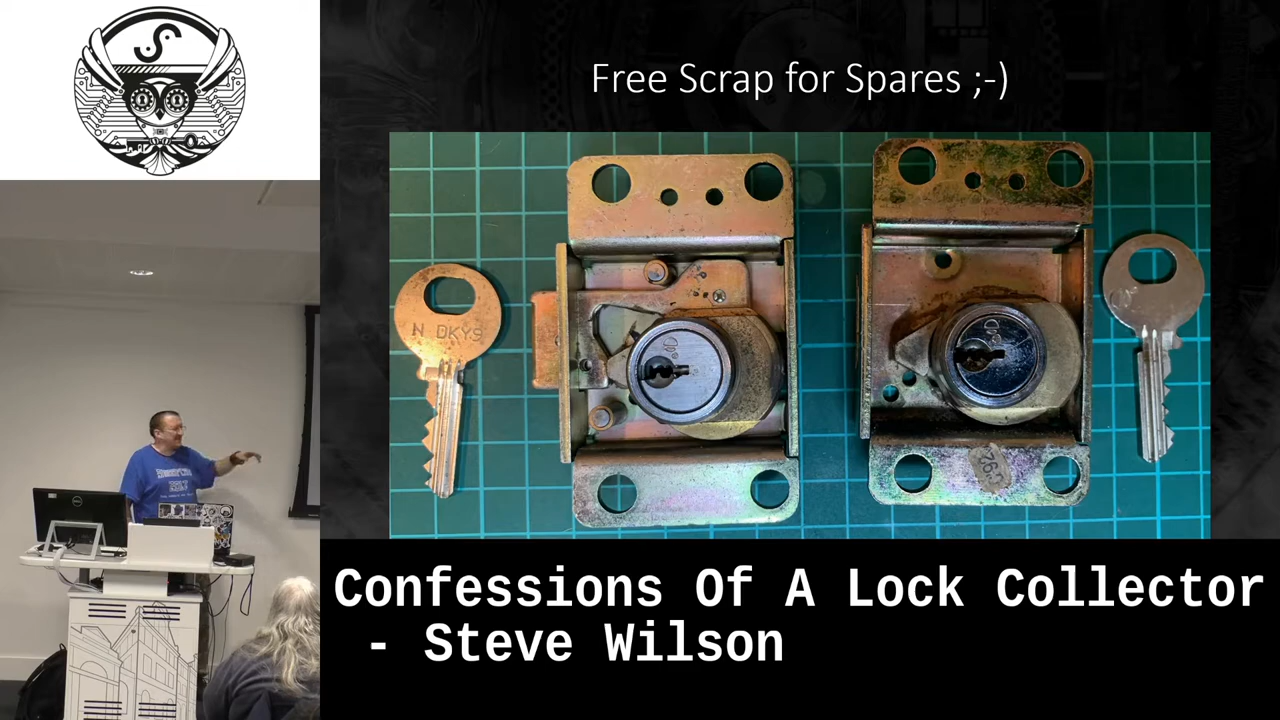 Free Scrap for Spares ;-)
N DKY9
Confessions Of A Lock Collector
- Steve Wilson